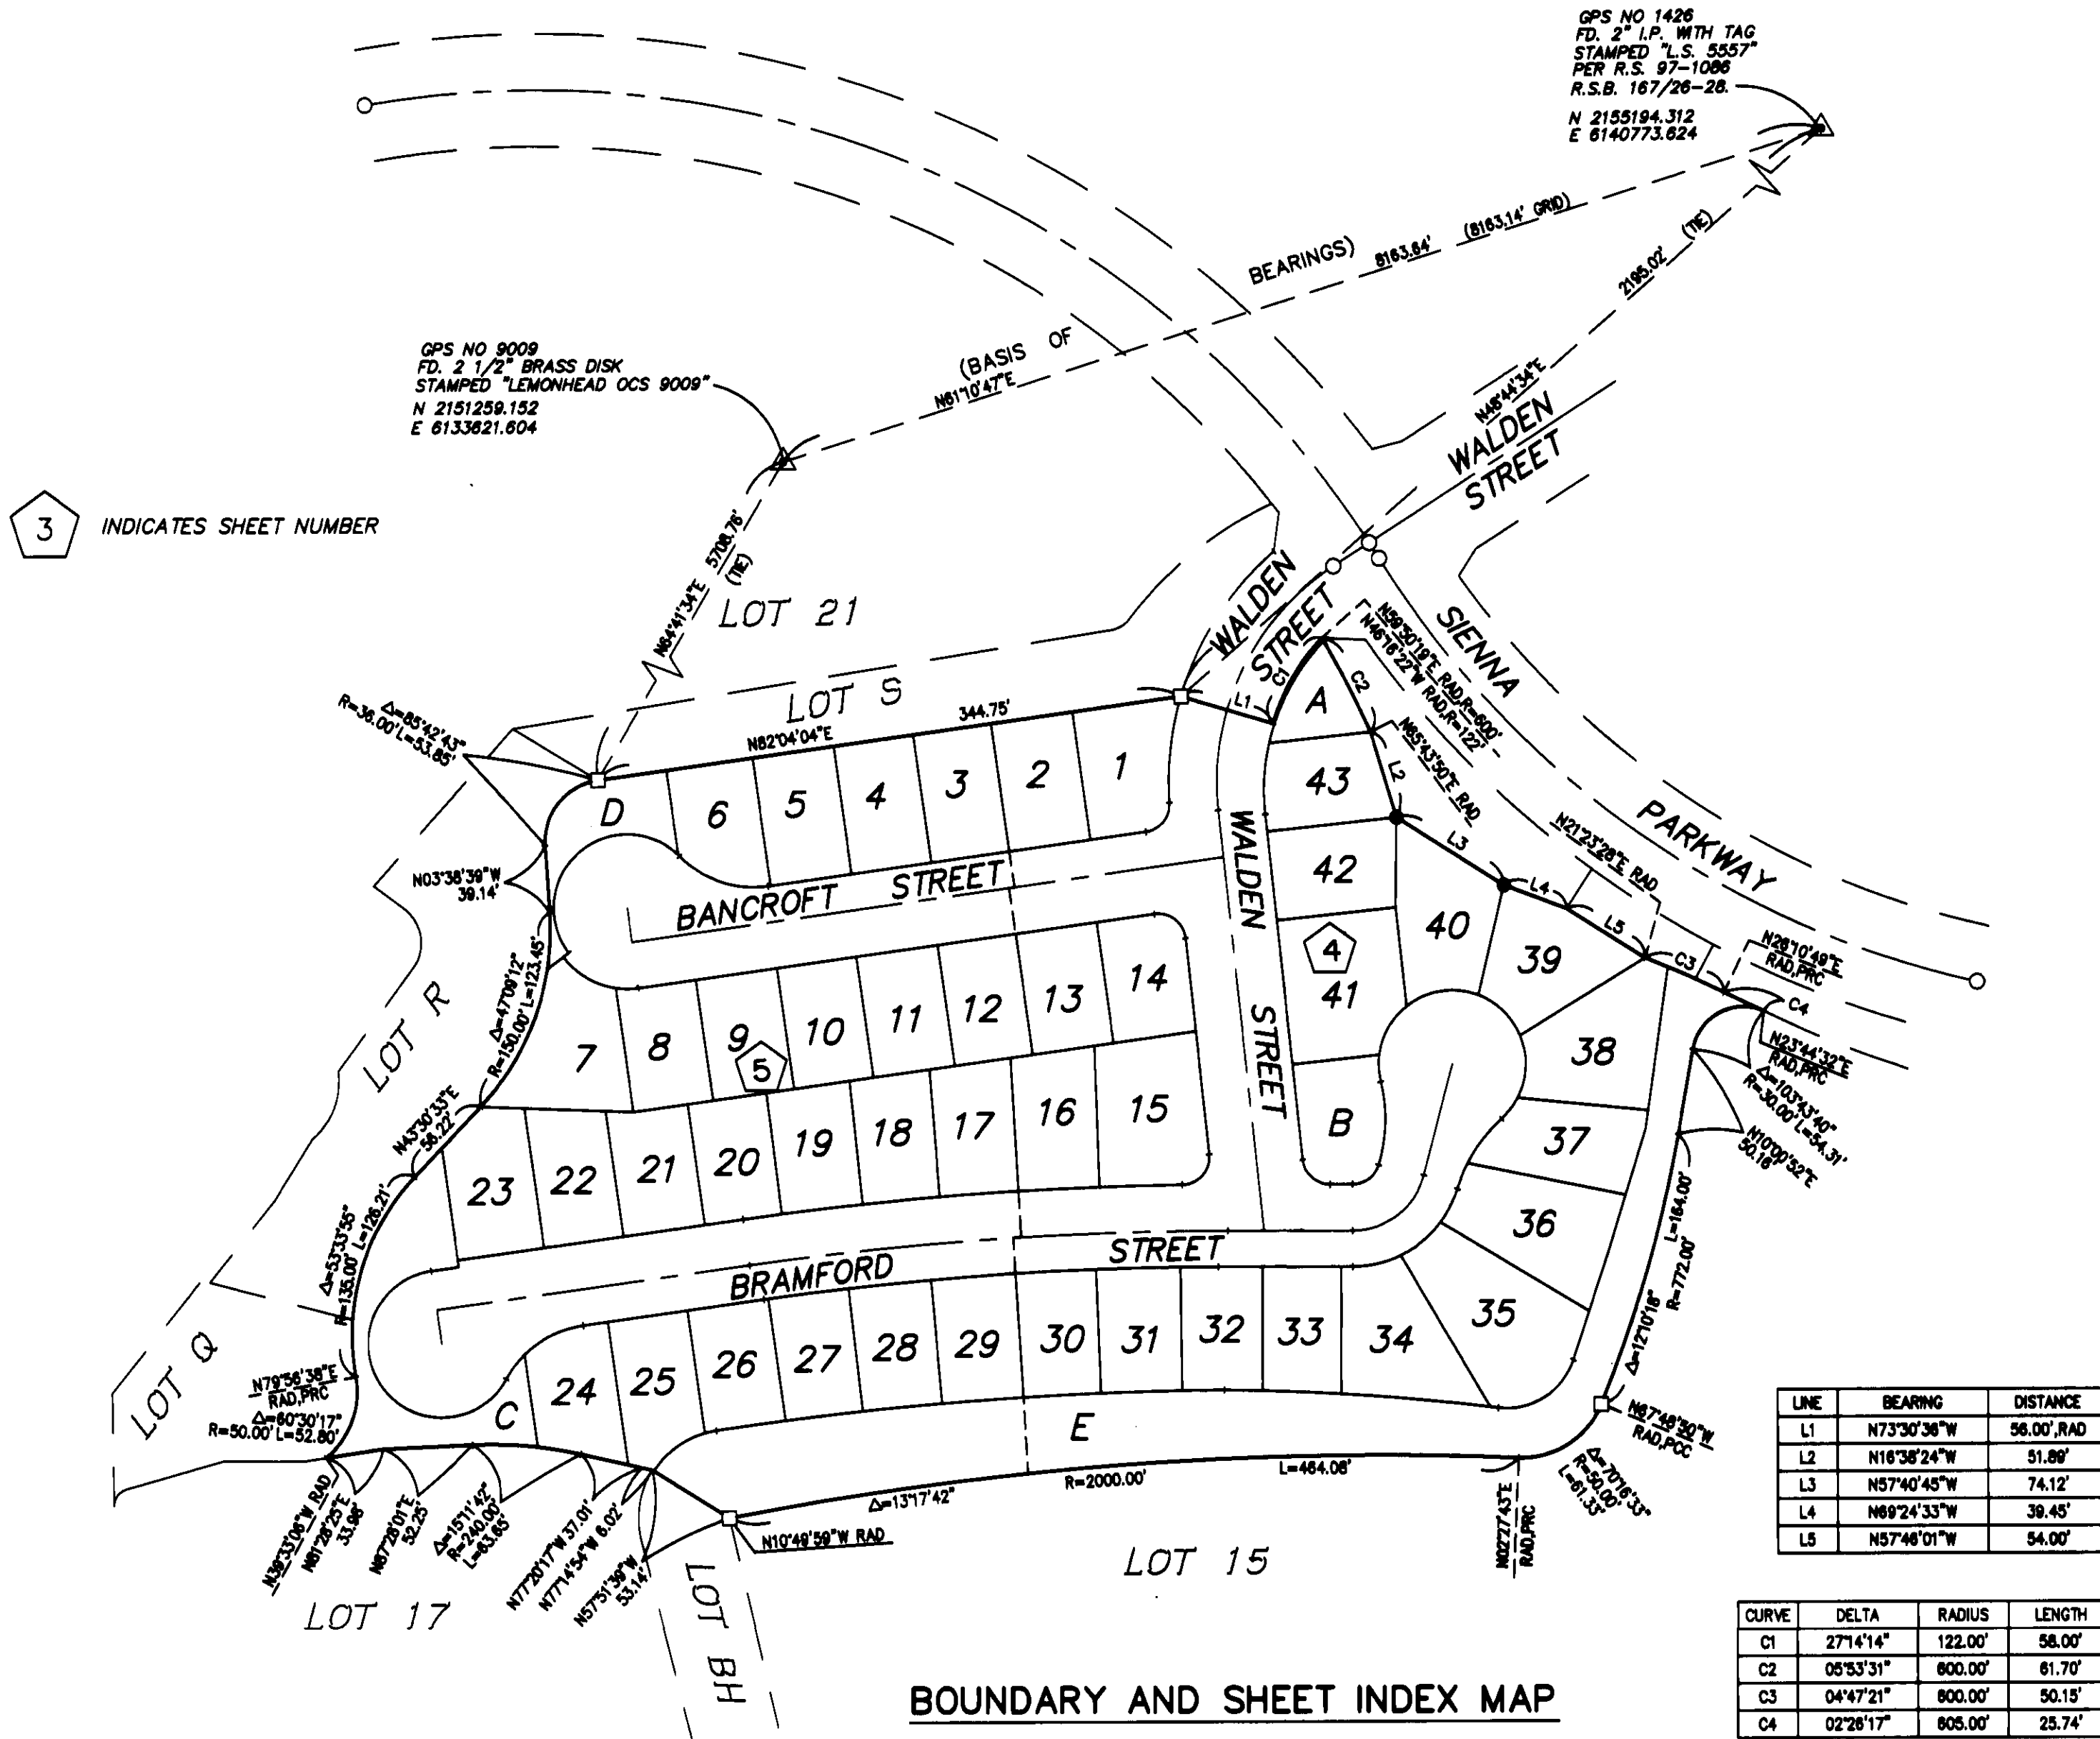 GPS NO 1426
FD. 2" I.P. WITH TAG
STAMPED "L.S. 5557"
PER R.S. 97-1086
R.S.B. 167/26-28.
N 2155194.312
E 6140773.624
(BASIS OF BEARINGS) 8163.64' (8163.14' GRID)
N61°10'47"E
2195.02' (TIE)
N48°44'34"E
GPS NO 9009
FD. 2 1/2" BRASS DISK
STAMPED "LEMONHEAD OCS 9009"
N 2151259.152
E 6133621.604
3 INDICATES SHEET NUMBER
N64°41'34"E 5708.76'
(TIE)
WALDEN
STREET
LOT 21
WALDEN
STREET
SIENNA
PARKWAY
N59°50'19"E RAD,R=600'
N46°16'22"W RAD,R=122'
N65°43'50"E RAD
N21°23'28"E RAD
N26°10'49"E
RAD,PRC
N23°44'32"E
RAD,PRC
Δ=103°43'40"
R=30.00' L=54.31'
N10°00'52"E
50.16'
LOT S
344.75'
N82°04'04"E
Δ=85°42'43"
R=36.00' L=53.85'
N03°38'39"W
39.14'
L1
C1
C2
L2
L3
L4
L5
C3
C4
A
D
6
5
4
3
2
1
43
42
4
41
40
39
38
37
36
35
BANCROFT STREET
WALDEN STREET
LOT R
Δ=47°09'12"
R=150.00' L=123.45'
7
8
9
10
11
12
13
14
5
N43°30'33"E
56.22'
23
22
21
20
19
18
17
16
15
B
Δ=53°33'55"
R=135.00' L=126.21'
BRAMFORD STREET
L=164.00'
R=772.00'
Δ=12°10'18"
LOT Q
N79°56'38"E
RAD,PRC
Δ=60°30'17"
R=50.00' L=52.80'
C
24
25
26
27
28
29
30
31
32
33
34
E
N67°48'50"W
RAD,PCC
Δ=70°16'33"
R=50.00'
L=61.33'
N39°33'06"W RAD
N81°28'25"E
33.98'
N87°28'01"E
52.25'
Δ=15°11'42"
R=240.00'
L=63.65'
N77°20'17"W 37.01'
N77°14'54"W 6.02'
N57°51'39"W
53.14'
N10°49'59"W RAD
Δ=13°17'42"
R=2000.00'
L=464.08'
N02°27'43"E
RAD,PRC
LOT 17
LOT BH
LOT 15
LINE BEARING DISTANCE
L1 N73°30'36"W 56.00',RAD
L2 N16°38'24"W 51.89'
L3 N57°40'45"W 74.12'
L4 N69°24'33"W 39.45'
L5 N57°46'01"W 54.00'
CURVE DELTA RADIUS LENGTH
C1 27°14'14" 122.00' 58.00'
C2 05°53'31" 600.00' 61.70'
C3 04°47'21" 600.00' 50.15'
C4 02°26'17" 605.00' 25.74'
BOUNDARY AND SHEET INDEX MAP